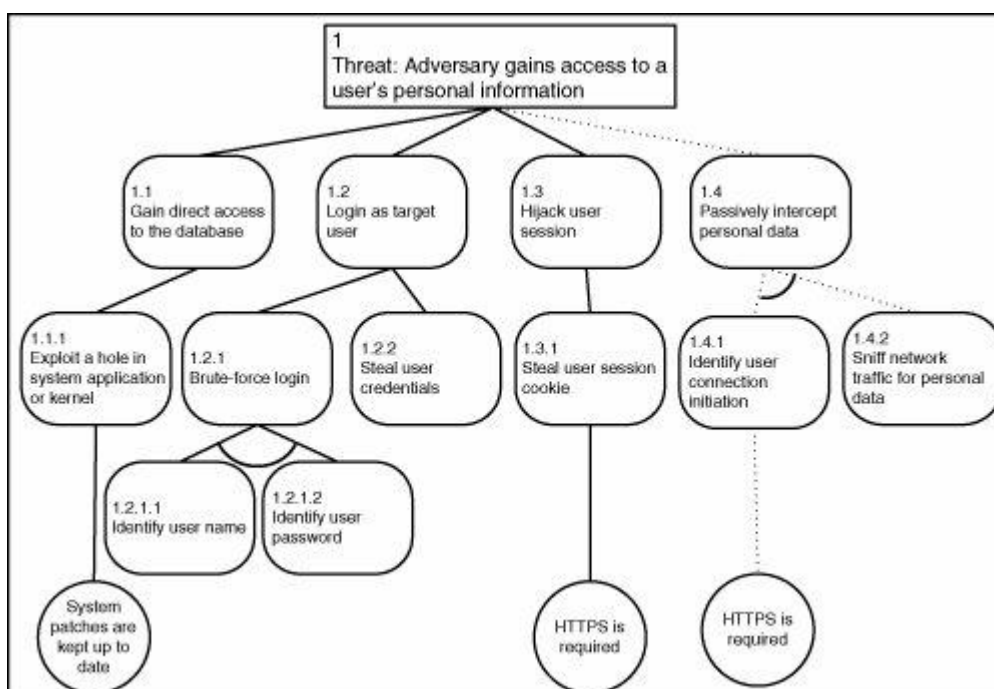 1
Threat: Adversary gains access to a
user's personal information
1.1
Gain direct access
to the database
1.2
Login as target
user
1.3
Hijack user
session
1.4
Passively intercept
personal data
1.1.1
Exploit a hole in
system application
or kernel
1.2.1
Brute-force login
1.2.2
Steal user
credentials
1.3.1
Steal user session
cookie
1.4.1
Identify user
connection
initiation
1.4.2
Sniff network
traffic for personal
data
1.2.1.1
Identify user name
1.2.1.2
Identify user
password
System
patches are
kept up to
date
HTTPS is
required
HTTPS is
required